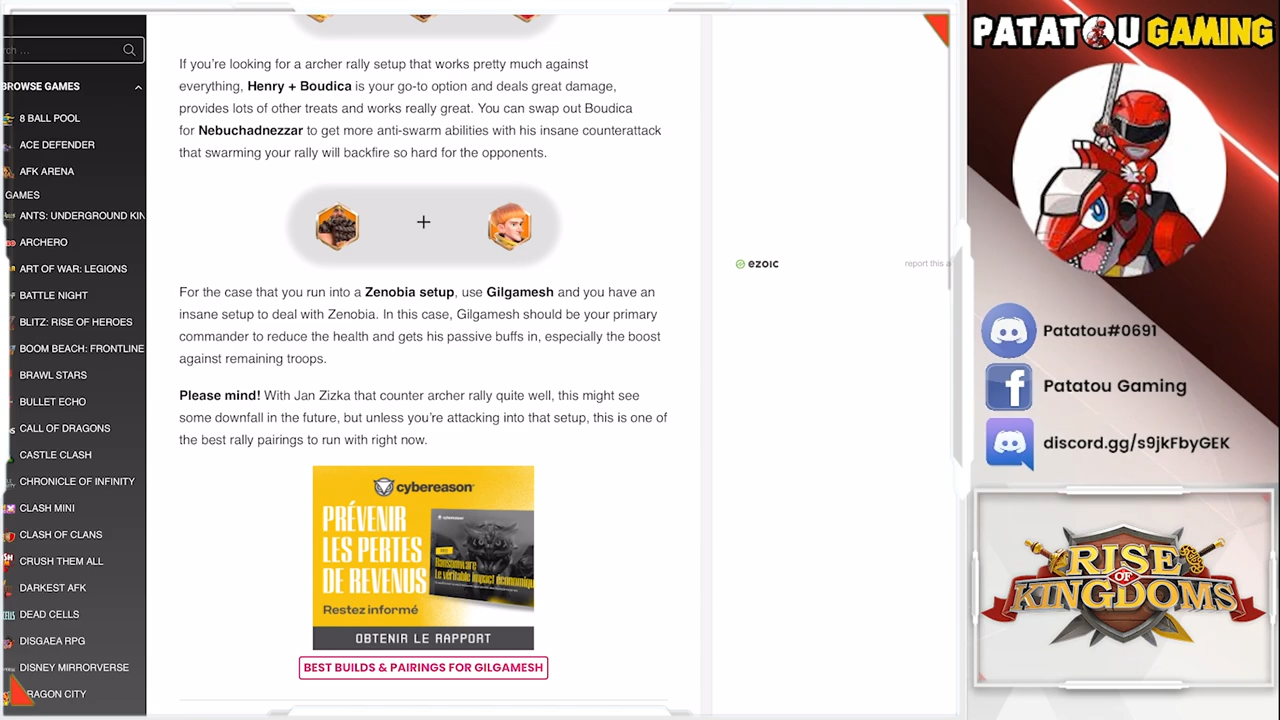 PATATOU GAMING
ch ...
BROWSE GAMES
8 BALL POOL
ACE DEFENDER
AFK ARENA
GAMES
ANTS: UNDERGROUND KIN
ARCHERO
ART OF WAR: LEGIONS
BATTLE NIGHT
BLITZ: RISE OF HEROES
BOOM BEACH: FRONTLINE
BRAWL STARS
BULLET ECHO
CALL OF DRAGONS
CASTLE CLASH
CHRONICLE OF INFINITY
CLASH MINI
CLASH OF CLANS
CRUSH THEM ALL
DARKEST AFK
DEAD CELLS
DISGAEA RPG
DISNEY MIRRORVERSE
RAGON CITY
If you're looking for a archer rally setup that works pretty much against
everything, Henry + Boudica is your go-to option and deals great damage,
provides lots of other treats and works really great. You can swap out Boudica
for Nebuchadnezzar to get more anti-swarm abilities with his insane counterattack
that swarming your rally will backfire so hard for the opponents.
+
For the case that you run into a Zenobia setup, use Gilgamesh and you have an
insane setup to deal with Zenobia. In this case, Gilgamesh should be your primary
commander to reduce the health and gets his passive buffs in, especially the boost
against remaining troops.
Please mind! With Jan Zizka that counter archer rally quite well, this might see
some downfall in the future, but unless you're attacking into that setup, this is one of
the best rally pairings to run with right now.
cybereason
PRÉVENIR
LES PERTES
DE REVENUS
Restez informé
Ransomware
Le véritable impact économique
OBTENIR LE RAPPORT
BEST BUILDS & PAIRINGS FOR GILGAMESH
ezoic
report this a
Patatou#0691
Patatou Gaming
discord.gg/s9jkFbyGEK
RISE
OF
KINGDOMS